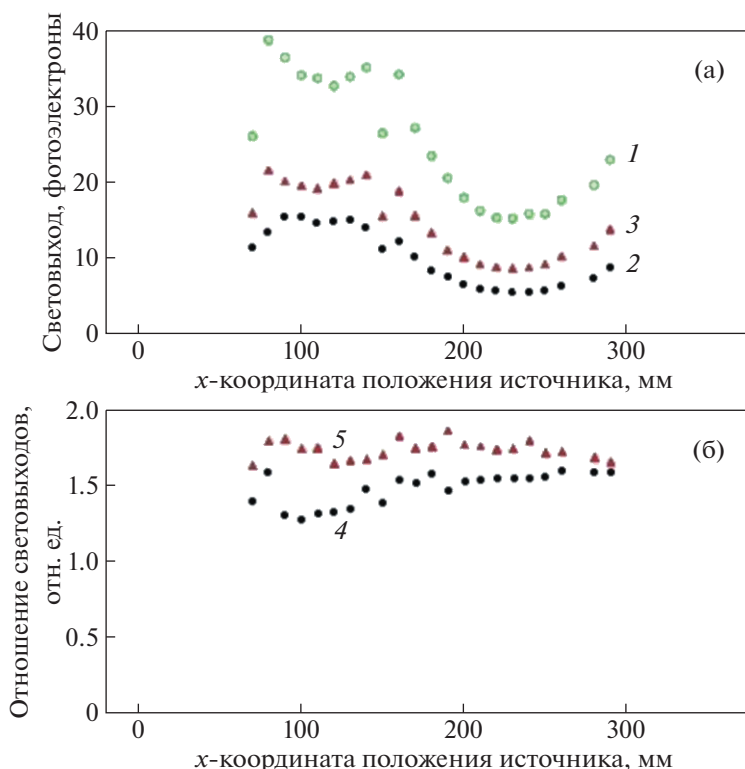 40
30
20
10
0
Световыход, фотоэлектроны
(а)
1
3
2
0 100 200 300
x-координата положения источника, мм
2.0
1.5
1.0
0.5
0
Отношение световыходов,
отн. ед.
(б)
5
4
0 100 200 300
x-координата положения источника, мм